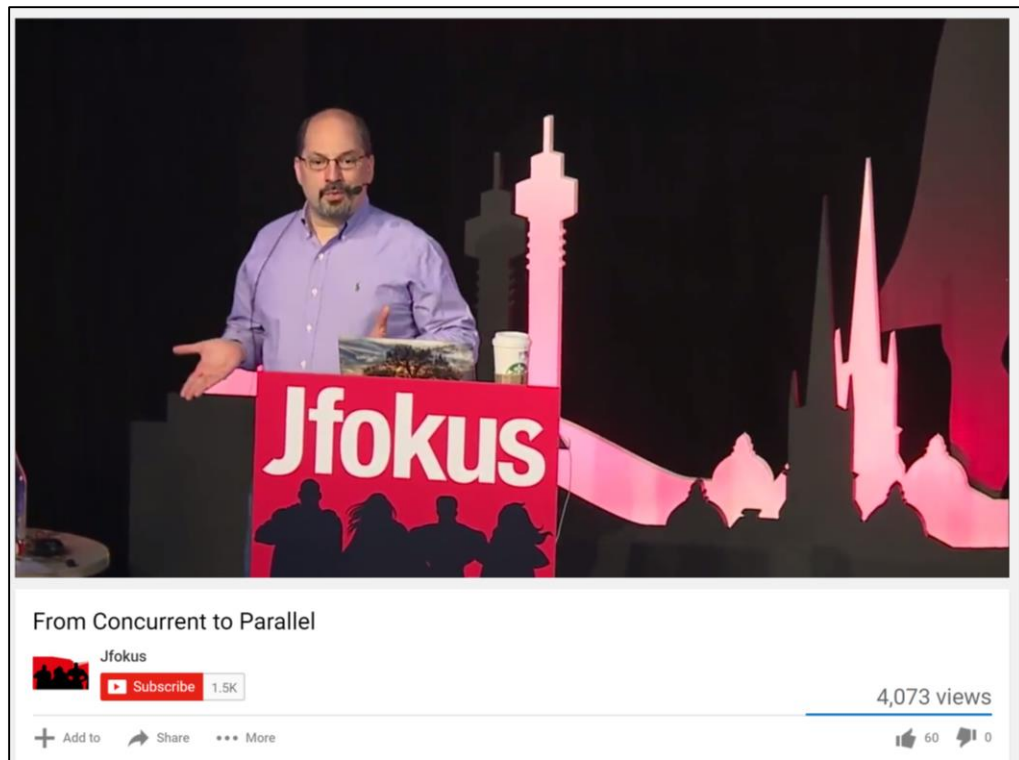 Jfokus
From Concurrent to Parallel
Jfokus
Subscribe 1.5K
4,073 views
Add to Share More
60 0